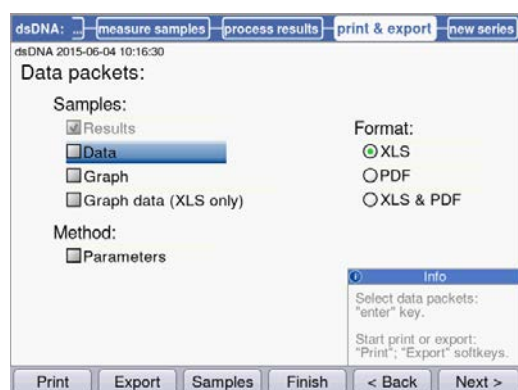 dsDNA: ... measure samples process results print & export new series
dsDNA 2015-06-04 10:16:30
Data packets:
Samples:
Results
Data
Graph
Graph data (XLS only)
Method:
Parameters
Format:
XLS
PDF
XLS & PDF
Info
Select data packets:
"enter" key.
Start print or export:
"Print"; "Export" softkeys.
Print Export Samples Finish < Back Next >